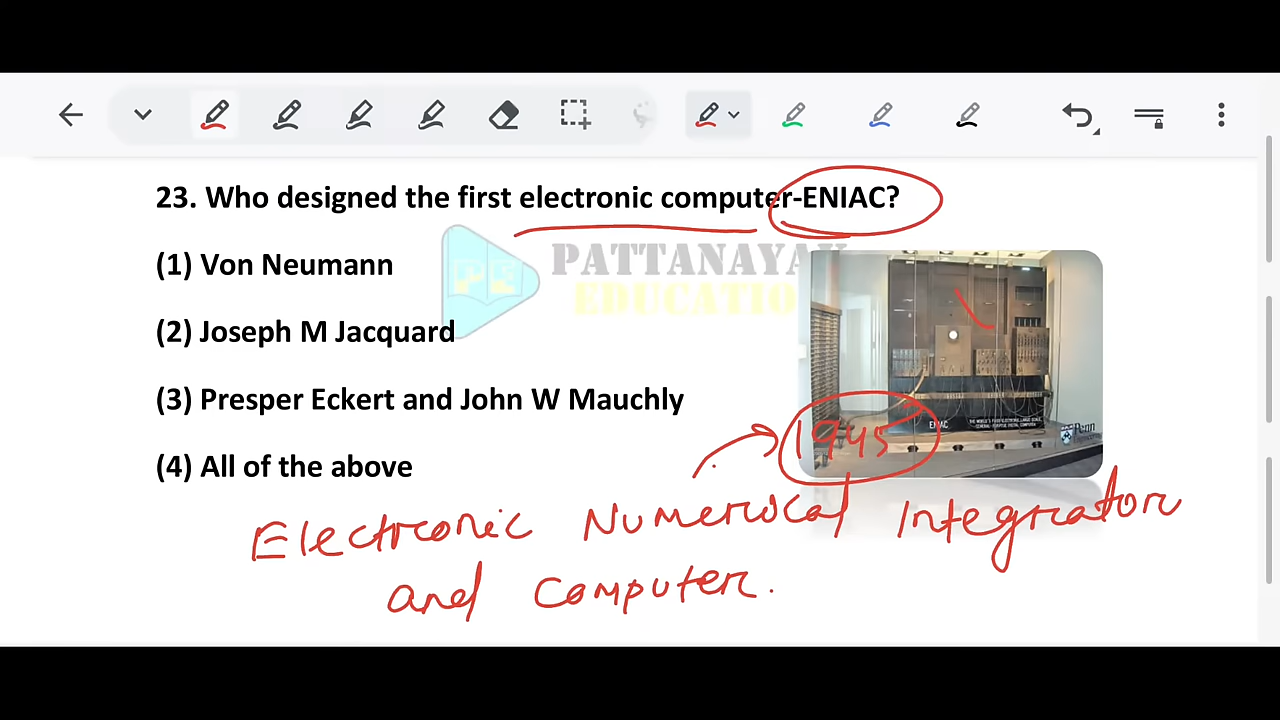 23. Who designed the first electronic computer-ENIAC?
PATTANAYAK
EDUCATION
(1) Von Neumann
(2) Joseph M Jacquard
(3) Presper Eckert and John W Mauchly
(4) All of the above
1945
ENIAC
Penn
Electronic Numerical Integrator
and Computer.